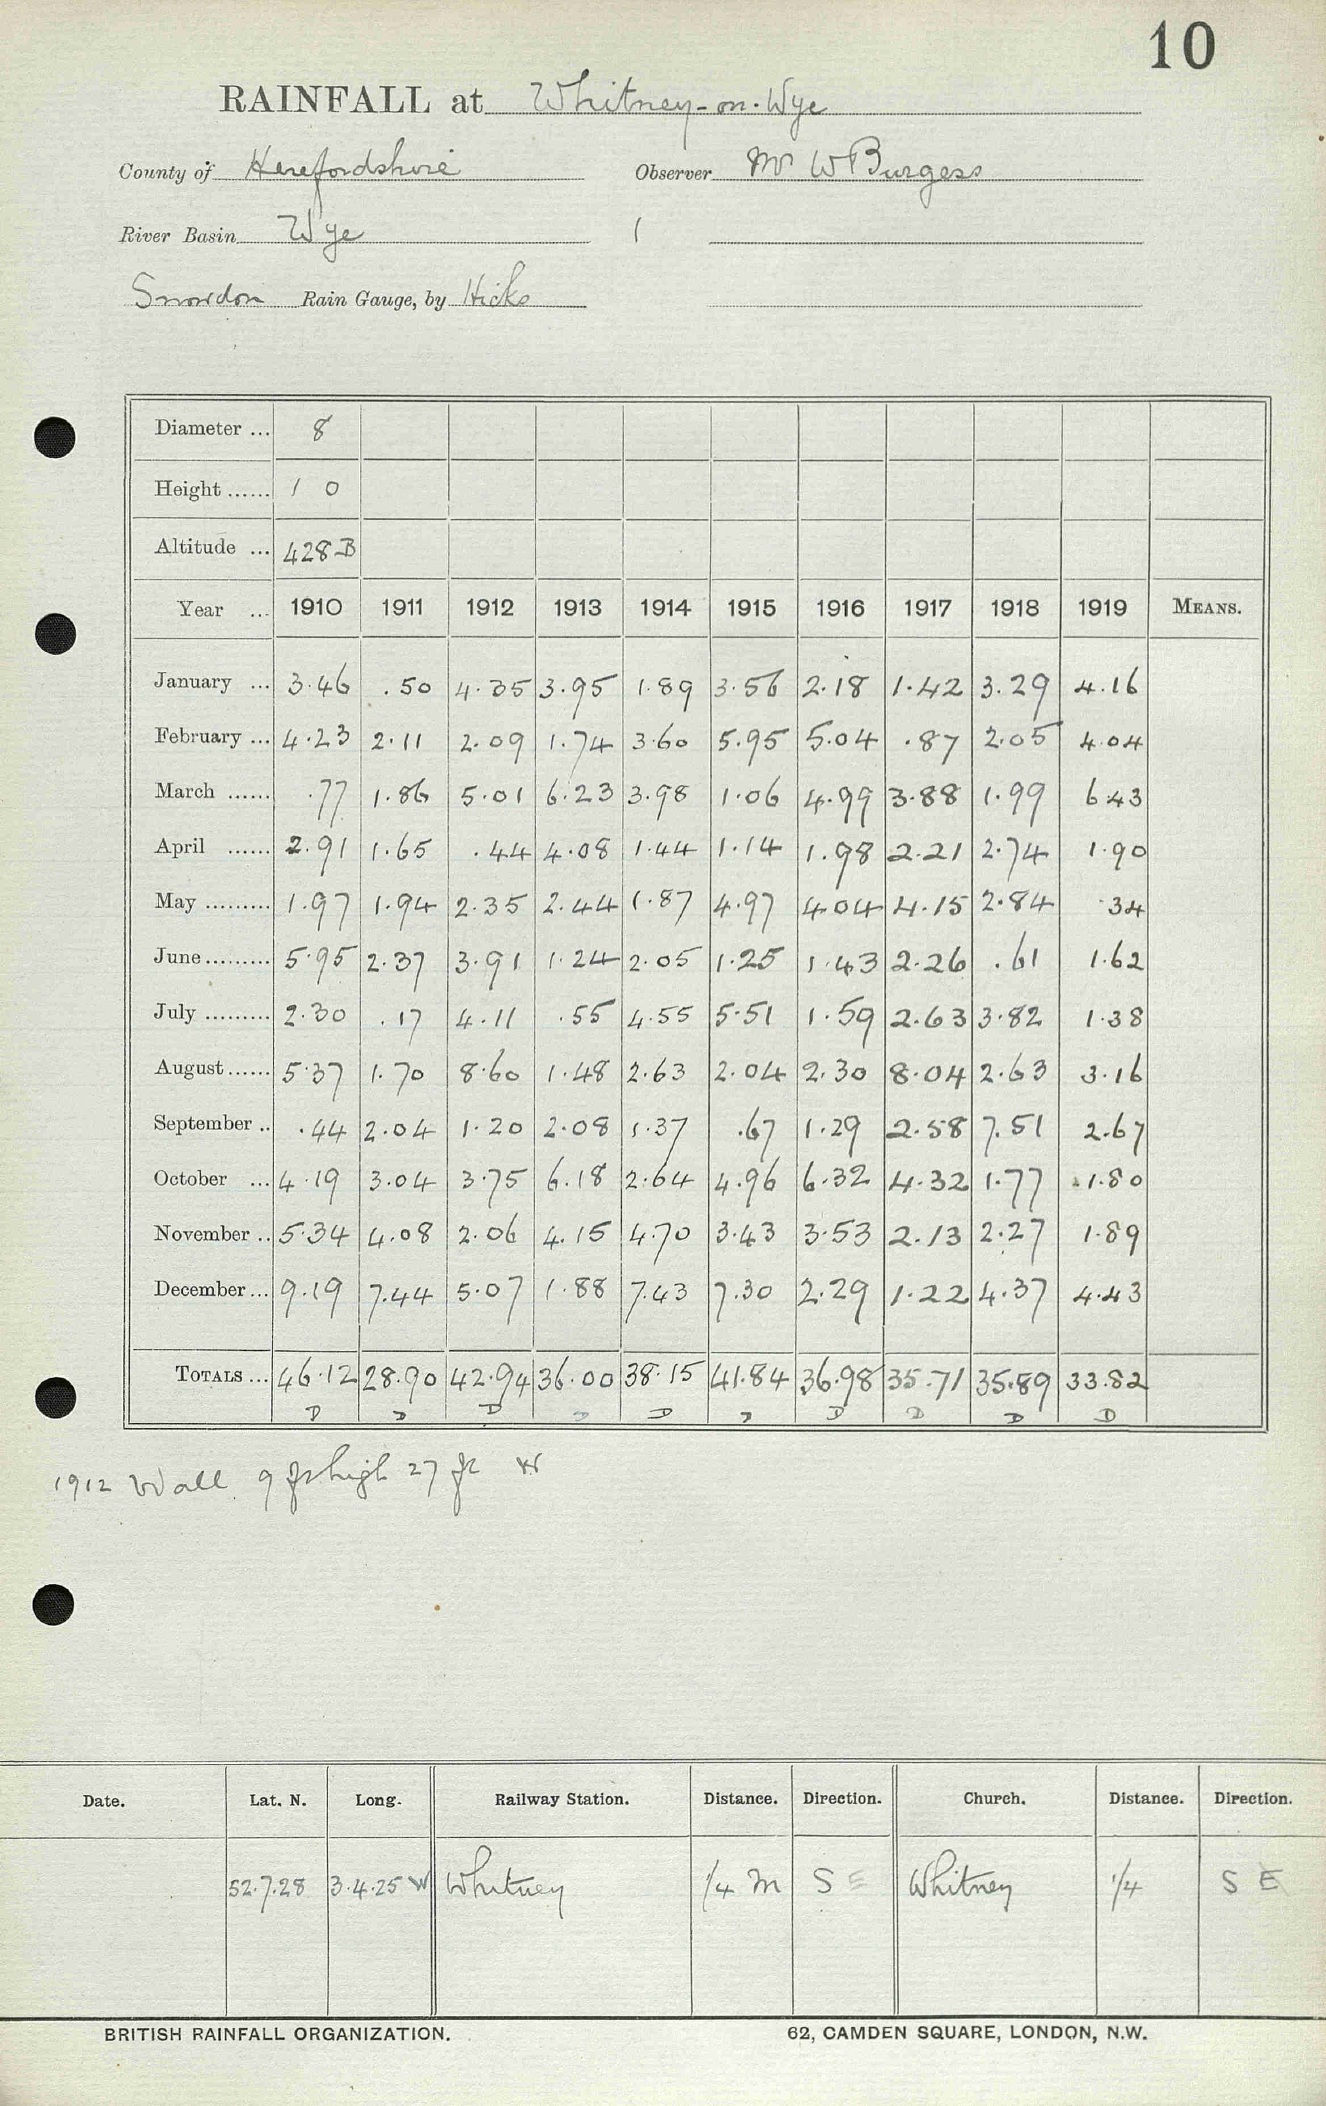 10
RAINFALL at Whitney-on-Wye
County of Herefordshire Observer Mr W Burgess
River Basin Wye 1
Snowdon Rain Gauge, by Hicks
Diameter ... 8
Height ...... 1 0
Altitude ... 428 B
Year ... 1910 1911 1912 1913 1914 1915 1916 1917 1918 1919 MEANS.
January ... 3.46 .50 4.35 3.95 1.89 3.56 2.18 1.42 3.29 4.16
February ... 4.23 2.11 2.09 1.74 3.60 5.95 5.04 .87 2.05 4.04
March ...... .77 1.86 5.01 6.23 3.98 1.06 4.99 3.88 1.99 6.43
April ...... 2.91 1.65 .44 4.08 1.44 1.14 1.98 2.21 2.74 1.90
May ......... 1.97 1.94 2.35 2.44 1.87 4.97 4.04 4.15 2.84 .34
June ......... 5.95 2.37 3.91 1.24 2.05 1.25 1.43 2.26 .61 1.62
July ......... 2.30 .17 4.11 .55 4.55 5.51 1.59 2.63 3.82 1.38
August ...... 5.37 1.70 8.60 1.48 2.63 2.04 2.30 8.04 2.63 3.16
September .. .44 2.04 1.20 2.08 1.37 .67 1.29 2.58 7.51 2.67
October ... 4.19 3.04 3.75 6.18 2.64 4.96 6.32 4.32 1.77 1.80
November .. 5.34 4.08 2.06 4.15 4.70 3.43 3.53 2.13 2.27 1.89
December ... 9.19 7.44 5.07 1.88 7.43 7.30 2.29 1.22 4.37 4.43
TOTALS ... 46.12 28.90 42.94 36.00 38.15 41.84 36.98 35.71 35.89 33.82
D D D D D D D D D D
1912 Wall 9 ft high 27 ft W
Date. Lat. N. Long. Railway Station. Distance. Direction. Church. Distance. Direction.
52.7.28 3.4.25 W Whitney 1/4 m S E Whitney 1/4 S E
BRITISH RAINFALL ORGANIZATION. 62, CAMDEN SQUARE, LONDON, N.W.